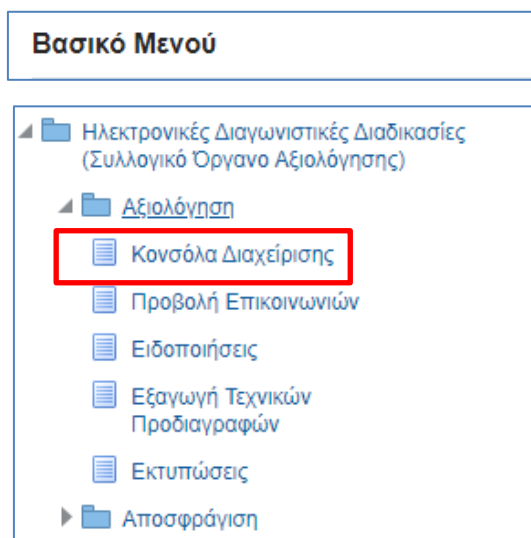 Βασικό Μενού
Ηλεκτρονικές Διαγωνιστικές Διαδικασίες
(Συλλογικό Όργανο Αξιολόγησης)
Αξιολόγηση
Κονσόλα Διαχείρισης
Προβολή Επικοινωνιών
Ειδοποιήσεις
Εξαγωγή Τεχνικών
Προδιαγραφών
Εκτυπώσεις
Αποσφράγιση